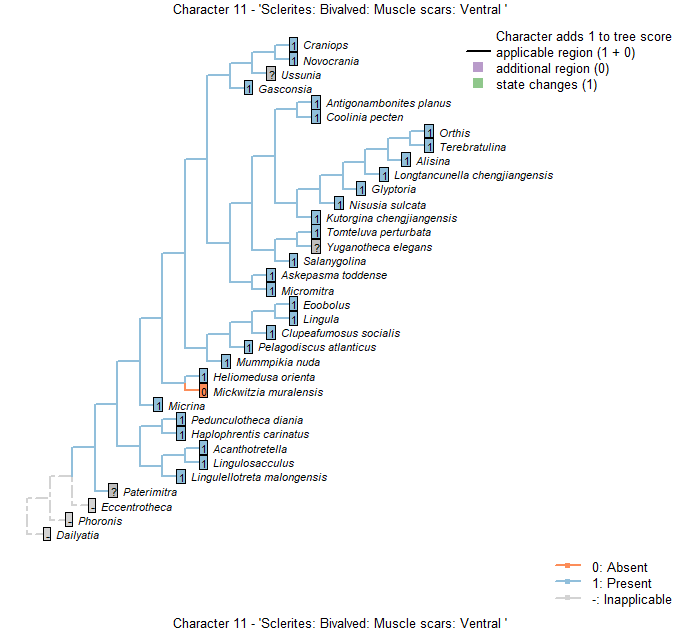 Character 11 - 'Sclerites: Bivalved: Muscle scars: Ventral '
Character adds 1 to tree score
applicable region (1 + 0)
additional region (0)
state changes (1)
1 Craniops
1 Novocrania
? Ussunia
1 Gasconsia
1 Antigonambonites planus
1 Coolinia pecten
1 Orthis
1 Terebratulina
1 Alisina
1 Longtancunella chengjiangensis
1 Glyptoria
1 Nisusia sulcata
1 Kutorgina chengjiangensis
1 Tomteluva perturbata
? Yuganotheca elegans
1 Salanygolina
1 Askepasma toddense
1 Micromitra
1 Eoobolus
1 Lingula
1 Clupeafumosus socialis
1 Pelagodiscus atlanticus
1 Mummpikia nuda
1 Heliomedusa orienta
0 Mickwitzia muralensis
1 Micrina
1 Pedunculotheca diania
1 Haplophrentis carinatus
1 Acanthotretella
1 Lingulosacculus
1 Lingulellotreta malongensis
? Paterimitra
- Eccentrotheca
- Phoronis
- Dailyatia
0: Absent
1: Present
-: Inapplicable
Character 11 - 'Sclerites: Bivalved: Muscle scars: Ventral '